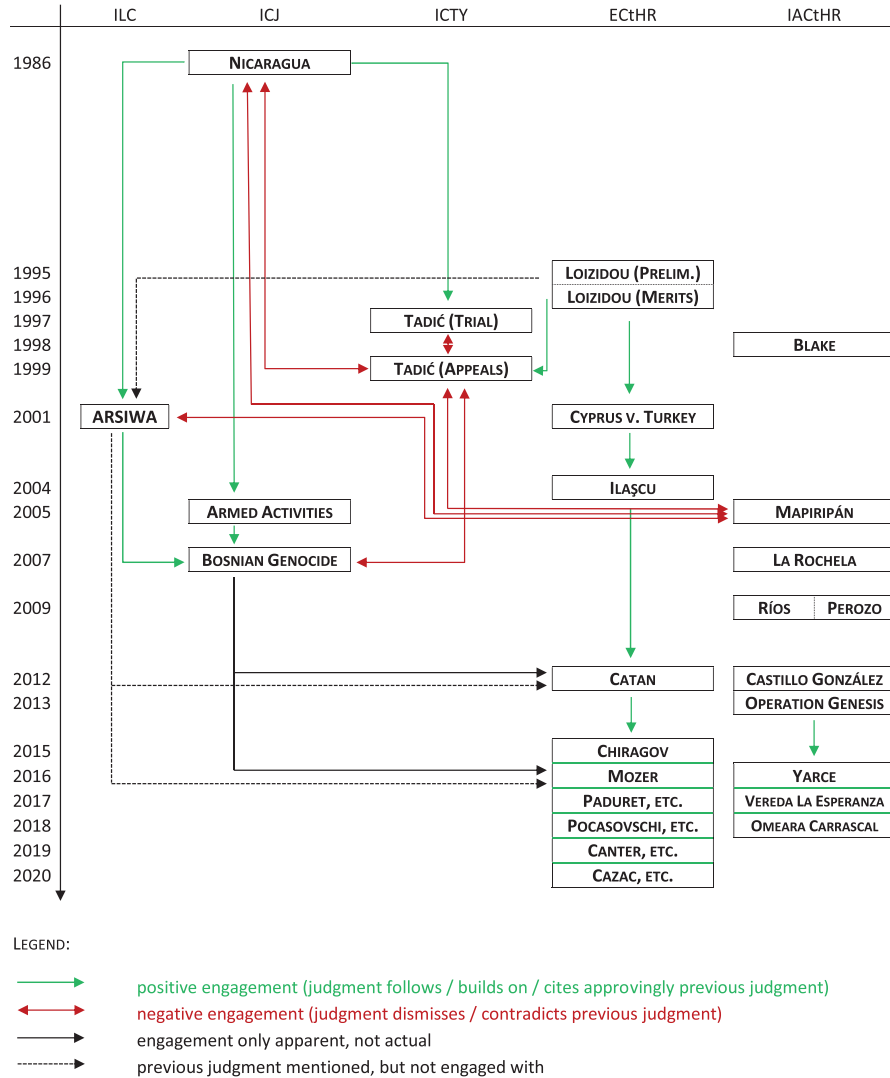 ILC ICJ ICTY ECtHR IACtHR
1986 NICARAGUA
1995 LOIZIDOU (PRELIM.)
1996 LOIZIDOU (MERITS)
1997 TADIĆ (TRIAL)
1998 BLAKE
1999 TADIĆ (APPEALS)
2001 ARSIWA CYPRUS V. TURKEY
2004 ILAŞCU
2005 ARMED ACTIVITIES MAPIRIPÁN
2007 BOSNIAN GENOCIDE LA ROCHELA
2009 RÍOS PEROZO
2012 CATAN CASTILLO GONZÁLEZ
2013 OPERATION GENESIS
2015 CHIRAGOV
2016 MOZER YARCE
2017 PADURET, ETC. VEREDA LA ESPERANZA
2018 POCASOVSCHI, ETC. OMEARA CARRASCAL
2019 CANTER, ETC.
2020 CAZAC, ETC.
LEGEND:
positive engagement (judgment follows / builds on / cites approvingly previous judgment)
negative engagement (judgment dismisses / contradicts previous judgment)
engagement only apparent, not actual
previous judgment mentioned, but not engaged with